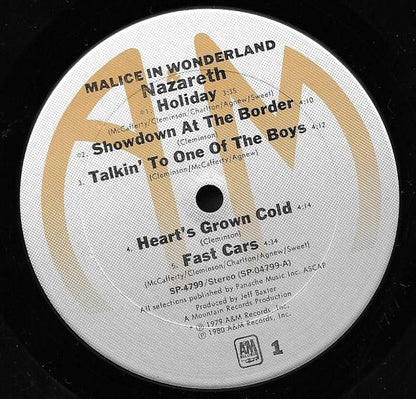 MALICE IN WONDERLAND
Nazareth
1. Holiday 3:35
(McCafferty/Cleminson/Charlton/Agnew/Sweet)
2. Showdown At The Border 4:10
(Cleminson)
3. Talkin' To One Of The Boys 4:12
(Cleminson/McCafferty/Agnew)
4. Heart's Grown Cold 4:14
(Cleminson)
5. Fast Cars 4:34
(McCafferty/Cleminson/Charlton/Agnew/Sweet)
SP-4799/Stereo (SP-04799-A)
All selections published by Panache Music Inc. ASCAP
Produced by Jeff Baxter
A Mountain Records Production
℗ 1979 A&M Records, Inc.
© 1980 A&M Records, Inc.
A&M RECORDS 1